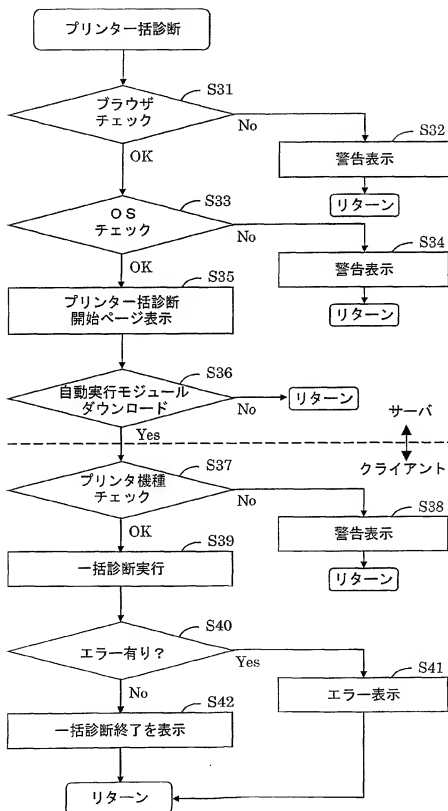 プリンター括診断
S31
ブラウザ
チェック
No
OK
S32
警告表示
リターン
S33
ＯＳ
チェック
No
OK
S34
警告表示
リターン
S35
プリンター括診断
開始ページ表示
S36
自動実行モジュール
ダウンロード
No
リターン
Yes
サーバ
クライアント
S37
プリンタ機種
チェック
No
OK
S38
警告表示
リターン
S39
一括診断実行
S40
エラー有り？
Yes
No
S41
エラー表示
S42
一括診断終了を表示
リターン